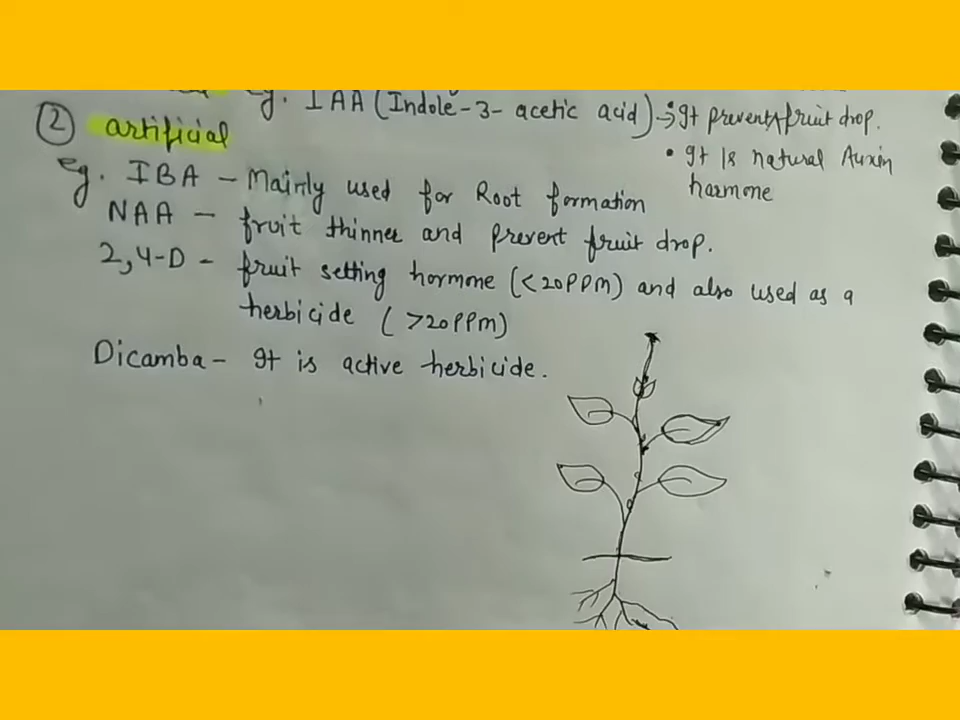 eg. IAA (Indole-3-acetic acid) → It prevent fruit drop.
② artificial
• It is natural Auxin
harmone
eg. IBA - Mainly used for Root formation
NAA - fruit thinner and prevent fruit drop.
2,4-D - fruit setting hormone (<20PPM) and also used as a
herbicide (>20PPM)
Dicamba - It is active herbicide.